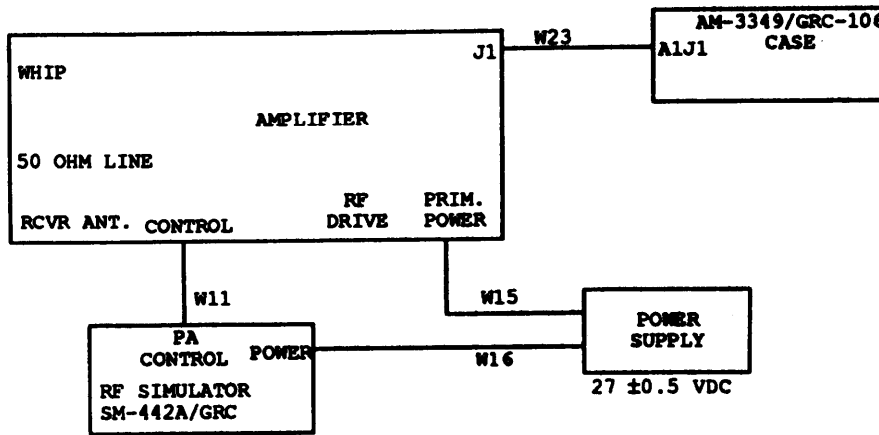 AM-3349/GRC-106
CASE
J1
W23
A1J1
WHIP
AMPLIFIER
50 OHM LINE
RCVR ANT.
CONTROL
RF
DRIVE
PRIM.
POWER
W11
W15
PA
CONTROL
POWER
W16
POWER
SUPPLY
RF SIMULATOR
SM-442A/GRC
27 ±0.5 VDC